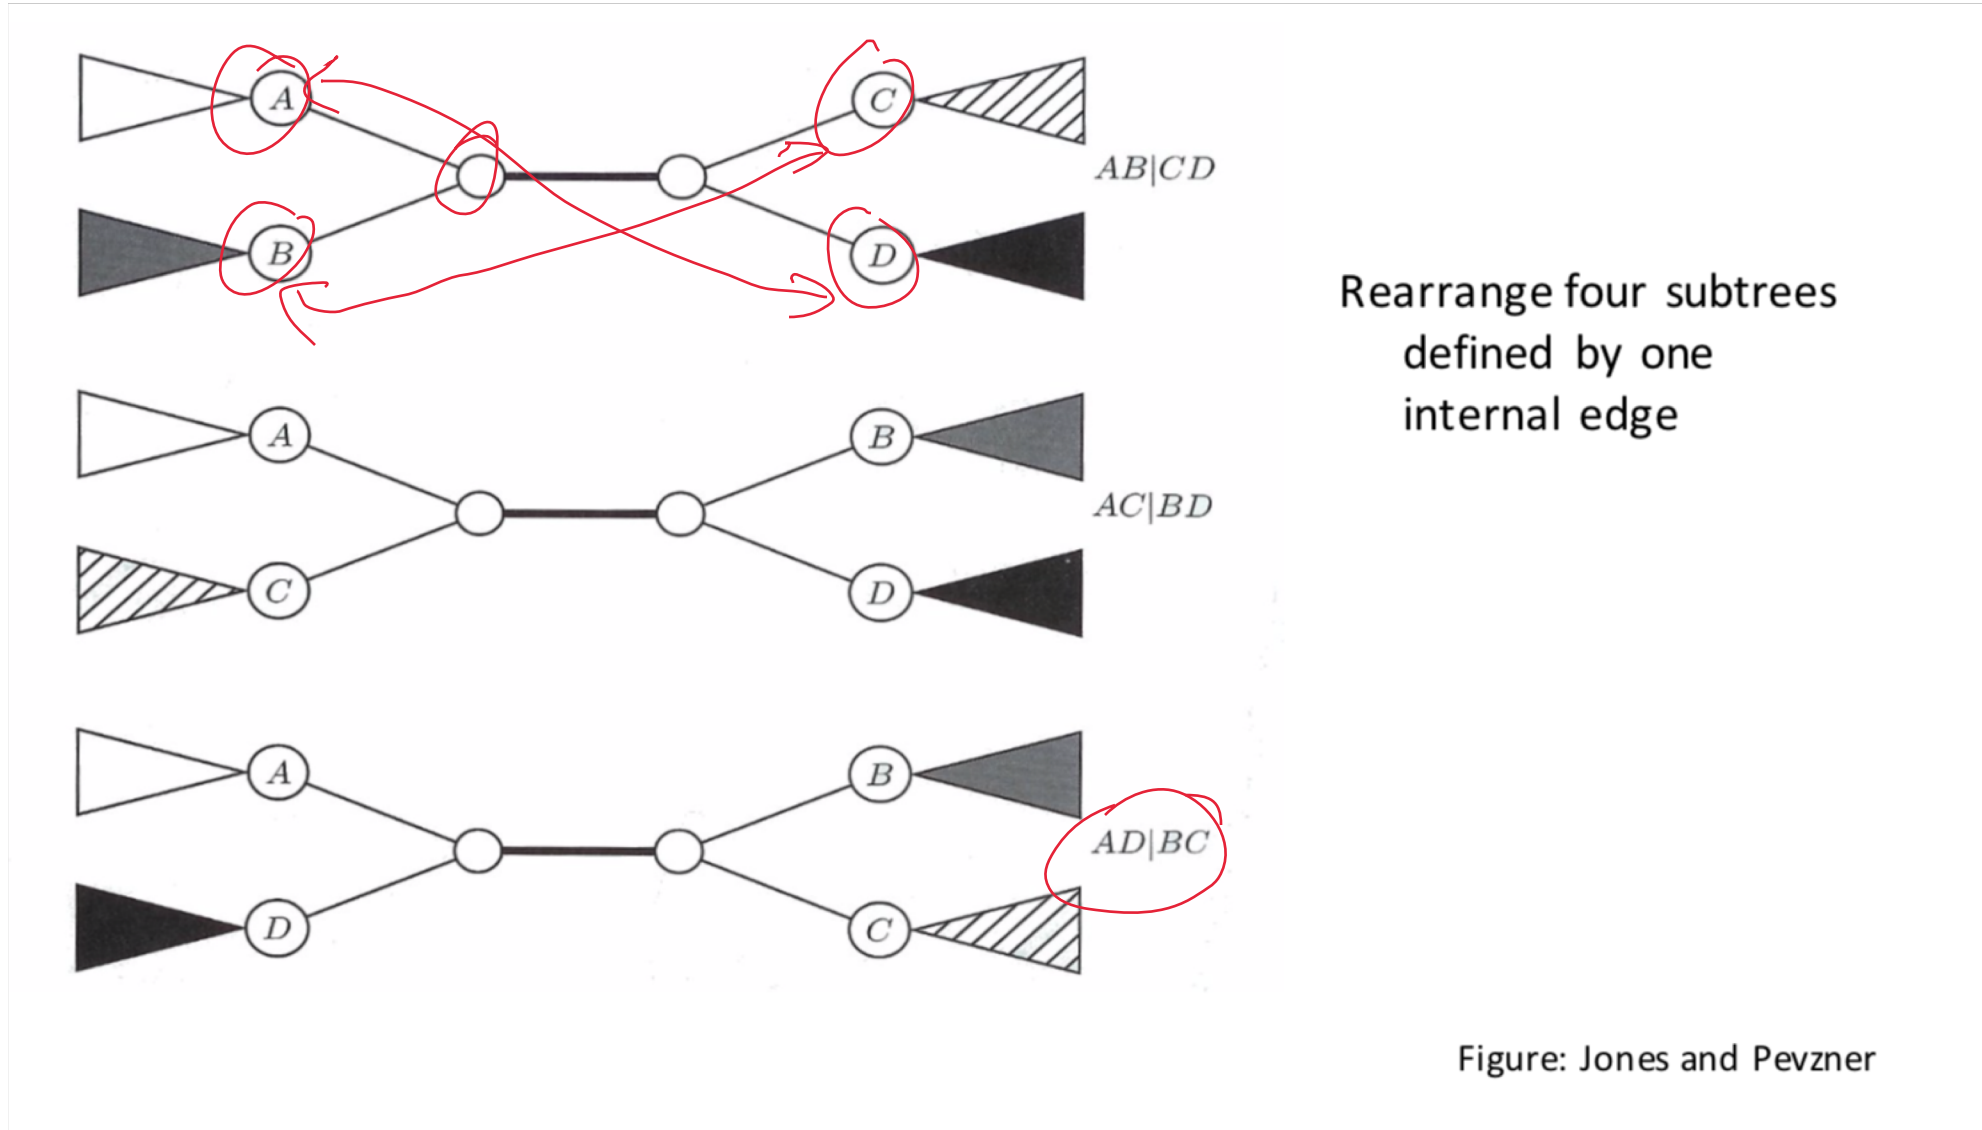 A
C
AB|CD
B
D
Rearrange four subtrees
defined by one
internal edge
A
B
AC|BD
C
D
A
B
AD|BC
D
C
Figure: Jones and Pevzner